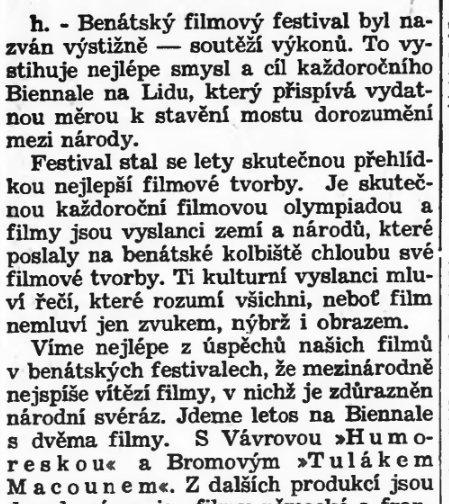 h. - Benátský filmový festival byl na-
zván výstižně — soutěží výkonů. To vy-
stihuje nejlépe smysl a cíl každoročního
Biennale na Lidu, který přispívá vydat-
nou měrou k stavění mostu dorozumění
mezi národy.
Festival stal se lety skutečnou přehlíd-
kou nejlepší filmové tvorby. Je skuteč-
nou každoroční filmovou olympiadou a
filmy jsou vyslanci zemí a národů, které
poslaly na benátské kolbiště chloubu své
filmové tvorby. Ti kulturní vyslanci mlu-
ví řečí, které rozumí všichni, neboť film
nemluví jen zvukem, nýbrž i obrazem.
Víme nejlépe z úspěchů našich filmů
v benátských festivalech, že mezinárodně
nejspíše vítězí filmy, v nichž je zdůrazněn
národní svéráz. Jdeme letos na Biennale
s dvěma filmy. S Vávrovou »Humo-
reskou« a Bromovým »Tulákem
Macounem«. Z dalších produkcí jsou